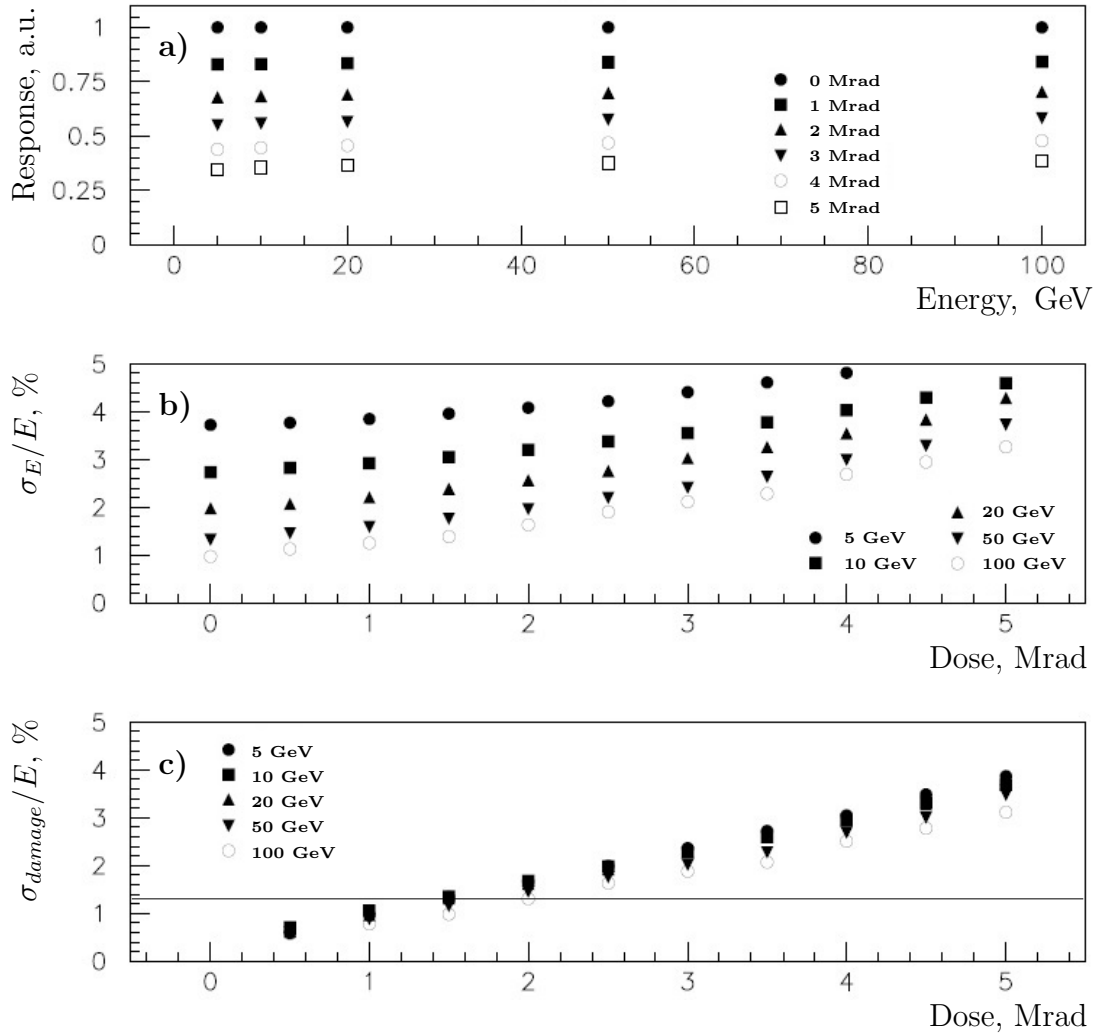 Response, a.u.
a)
1
0.75
0.5
0.25
0
0 Mrad
1 Mrad
2 Mrad
3 Mrad
4 Mrad
5 Mrad
0 20 40 60 80 100
Energy, GeV
σ_E/E, %
b)
5
4
3
2
1
0
5 GeV
10 GeV
20 GeV
50 GeV
100 GeV
0 1 2 3 4 5
Dose, Mrad
σ_damage/E, %
c)
5
4
3
2
1
0
5 GeV
10 GeV
20 GeV
50 GeV
100 GeV
0 1 2 3 4 5
Dose, Mrad